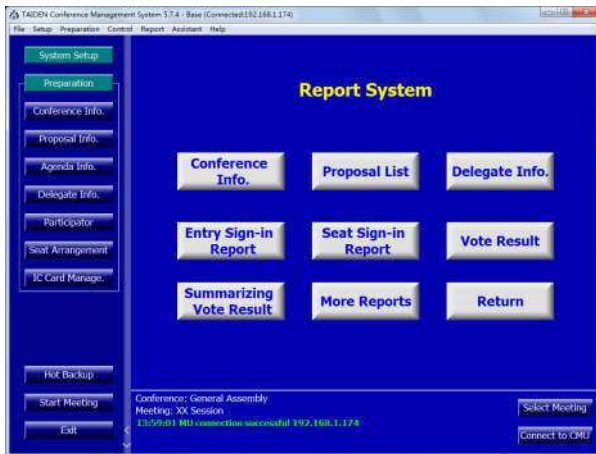 TAIDEN Conference Management System 5.7.4 - Base (Connected:192.168.1.174)
File Setup Preparation Control Report Assistant Help
System Setup
Preparation
Conference Info.
Proposal Info.
Agenda Info.
Delegate Info.
Participator
Seat Arrangement
IC Card Manage.
Hot Backup
Start Meeting
Exit
Report System
Conference
Info.
Proposal List
Delegate Info.
Entry Sign-in
Report
Seat Sign-in
Report
Vote Result
Summarizing
Vote Result
More Reports
Return
Conference: General Assembly
Meeting: XX Session
13:59:01 MU connection successful 192.168.1.174
Select Meeting
Connect to CMU